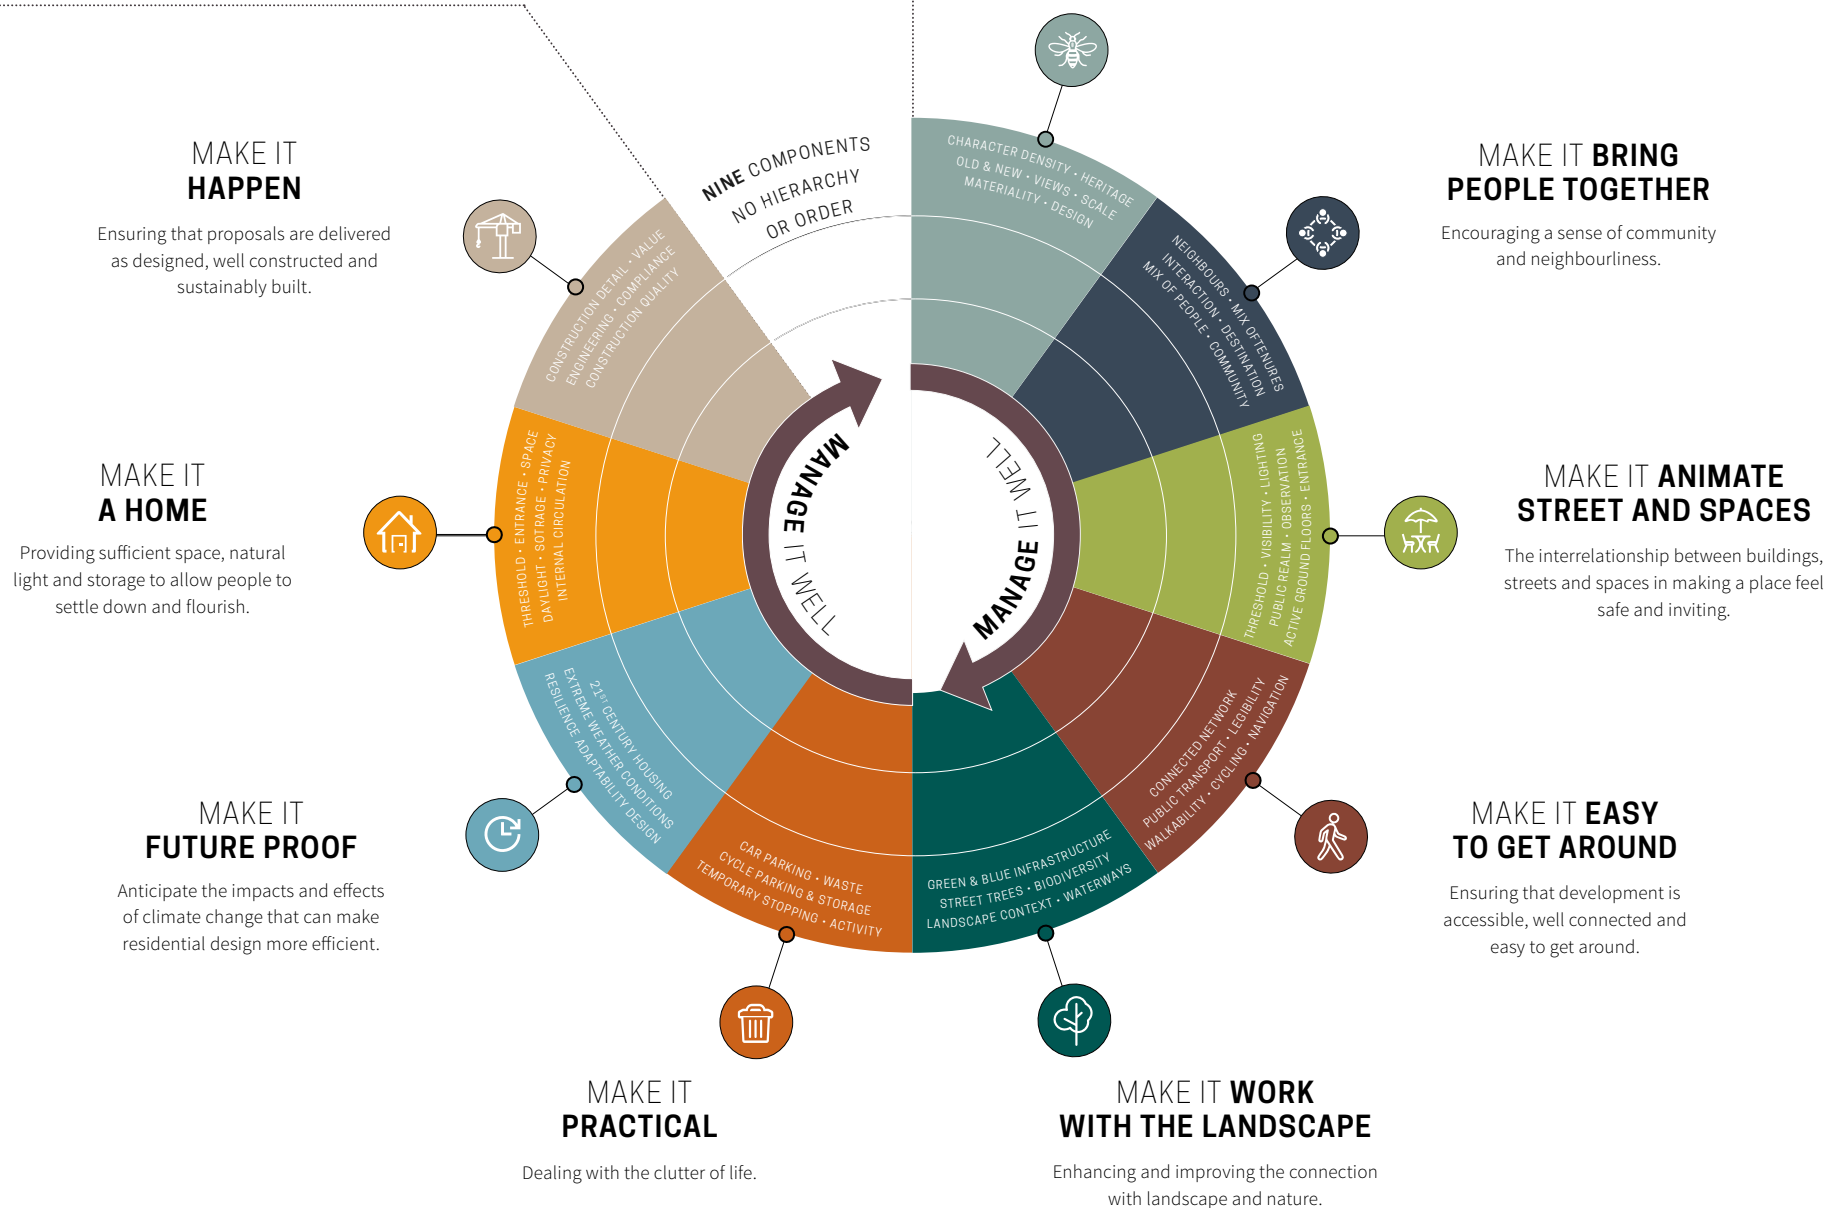 NINE COMPONENTS
NO HIERARCHY
OR ORDER
CHARACTER DENSITY • HERITAGE
OLD & NEW • VIEWS • SCALE
MATERIALITY • DESIGN
MAKE IT BRING
PEOPLE TOGETHER
Encouraging a sense of community
and neighbourliness.
NEIGHBOURS • MIX OFTENURES
INTERACTION • DESTINATION
MIX OF PEOPLE • COMMUNITY
MAKE IT ANIMATE
STREET AND SPACES
The interrelationship between buildings,
streets and spaces in making a place feel
safe and inviting.
THRESHOLD • VISIBILITY • LIGHTING
PUBLIC REALM • OBSERVATION
ACTIVE GROUND FLOORS • ENTRANCE
MAKE IT EASY
TO GET AROUND
Ensuring that development is
accessible, well connected and
easy to get around.
CONNECTED NETWORK
PUBLIC TRANSPORT • LEGIBILITY
WALKABILITY • CYCLING • NAVIGATION
MAKE IT WORK
WITH THE LANDSCAPE
Enhancing and improving the connection
with landscape and nature.
GREEN & BLUE INFRASTRUCTURE
STREET TREES • BIODIVERSITY
LANDSCAPE CONTEXT • WATERWAYS
MAKE IT
PRACTICAL
Dealing with the clutter of life.
CAR PARKING • WASTE
CYCLE PARKING & STORAGE
TEMPORARY STOPPING • ACTIVITY
MAKE IT
FUTURE PROOF
Anticipate the impacts and effects
of climate change that can make
residential design more efficient.
21ST CENTURY HOUSING
EXTREME WEATHER CONDITIONS
RESILIENCE ADAPTABILITY DESIGN
MAKE IT
A HOME
Providing sufficient space, natural
light and storage to allow people to
settle down and flourish.
THRESHOLD • ENTRANCE • SPACE
DAYLIGHT • SOTRAGE • PRIVACY
INTERNAL CIRCULATION
MAKE IT
HAPPEN
Ensuring that proposals are delivered
as designed, well constructed and
sustainably built.
CONSTRUCTION DETAIL • VALUE
ENGINEERING • COMPLIANCE
CONSTRUCTION QUALITY
MANAGE IT WELL
MANAGE IT WELL